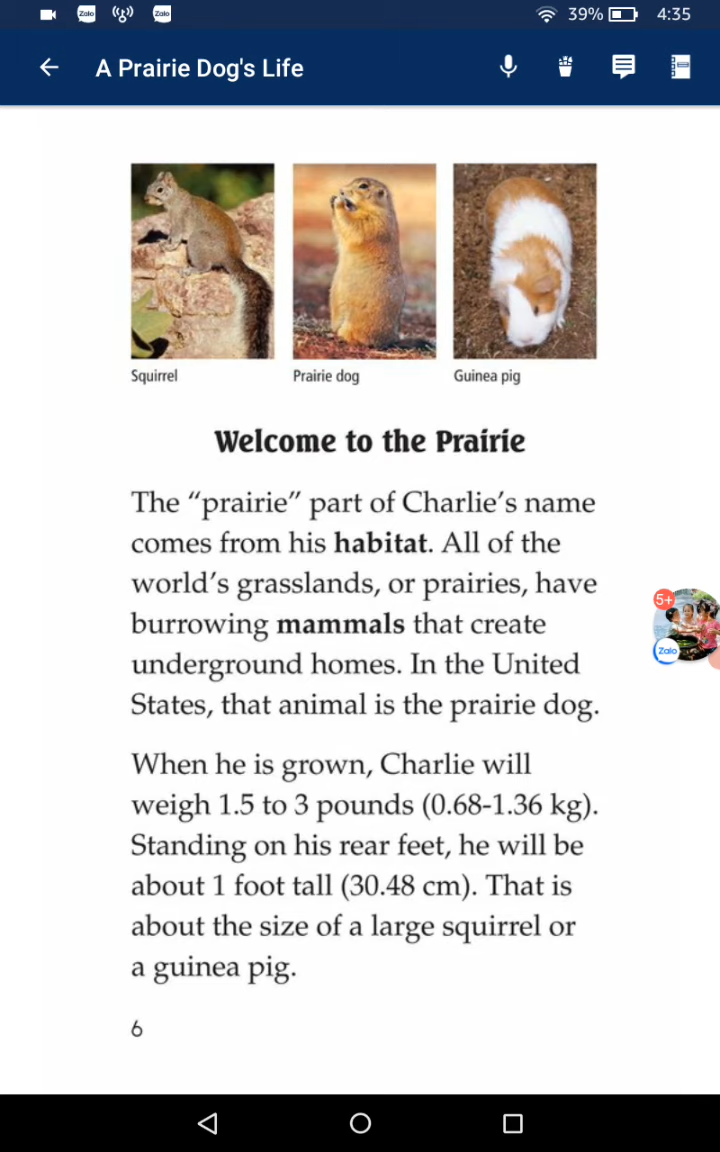 Zalo Zalo 39% 4:35
A Prairie Dog's Life
Squirrel Prairie dog Guinea pig
Welcome to the Prairie
The “prairie” part of Charlie’s name
comes from his habitat. All of the
world’s grasslands, or prairies, have
burrowing mammals that create
underground homes. In the United
States, that animal is the prairie dog.
When he is grown, Charlie will
weigh 1.5 to 3 pounds (0.68-1.36 kg).
Standing on his rear feet, he will be
about 1 foot tall (30.48 cm). That is
about the size of a large squirrel or
a guinea pig.
6
5+
Zalo